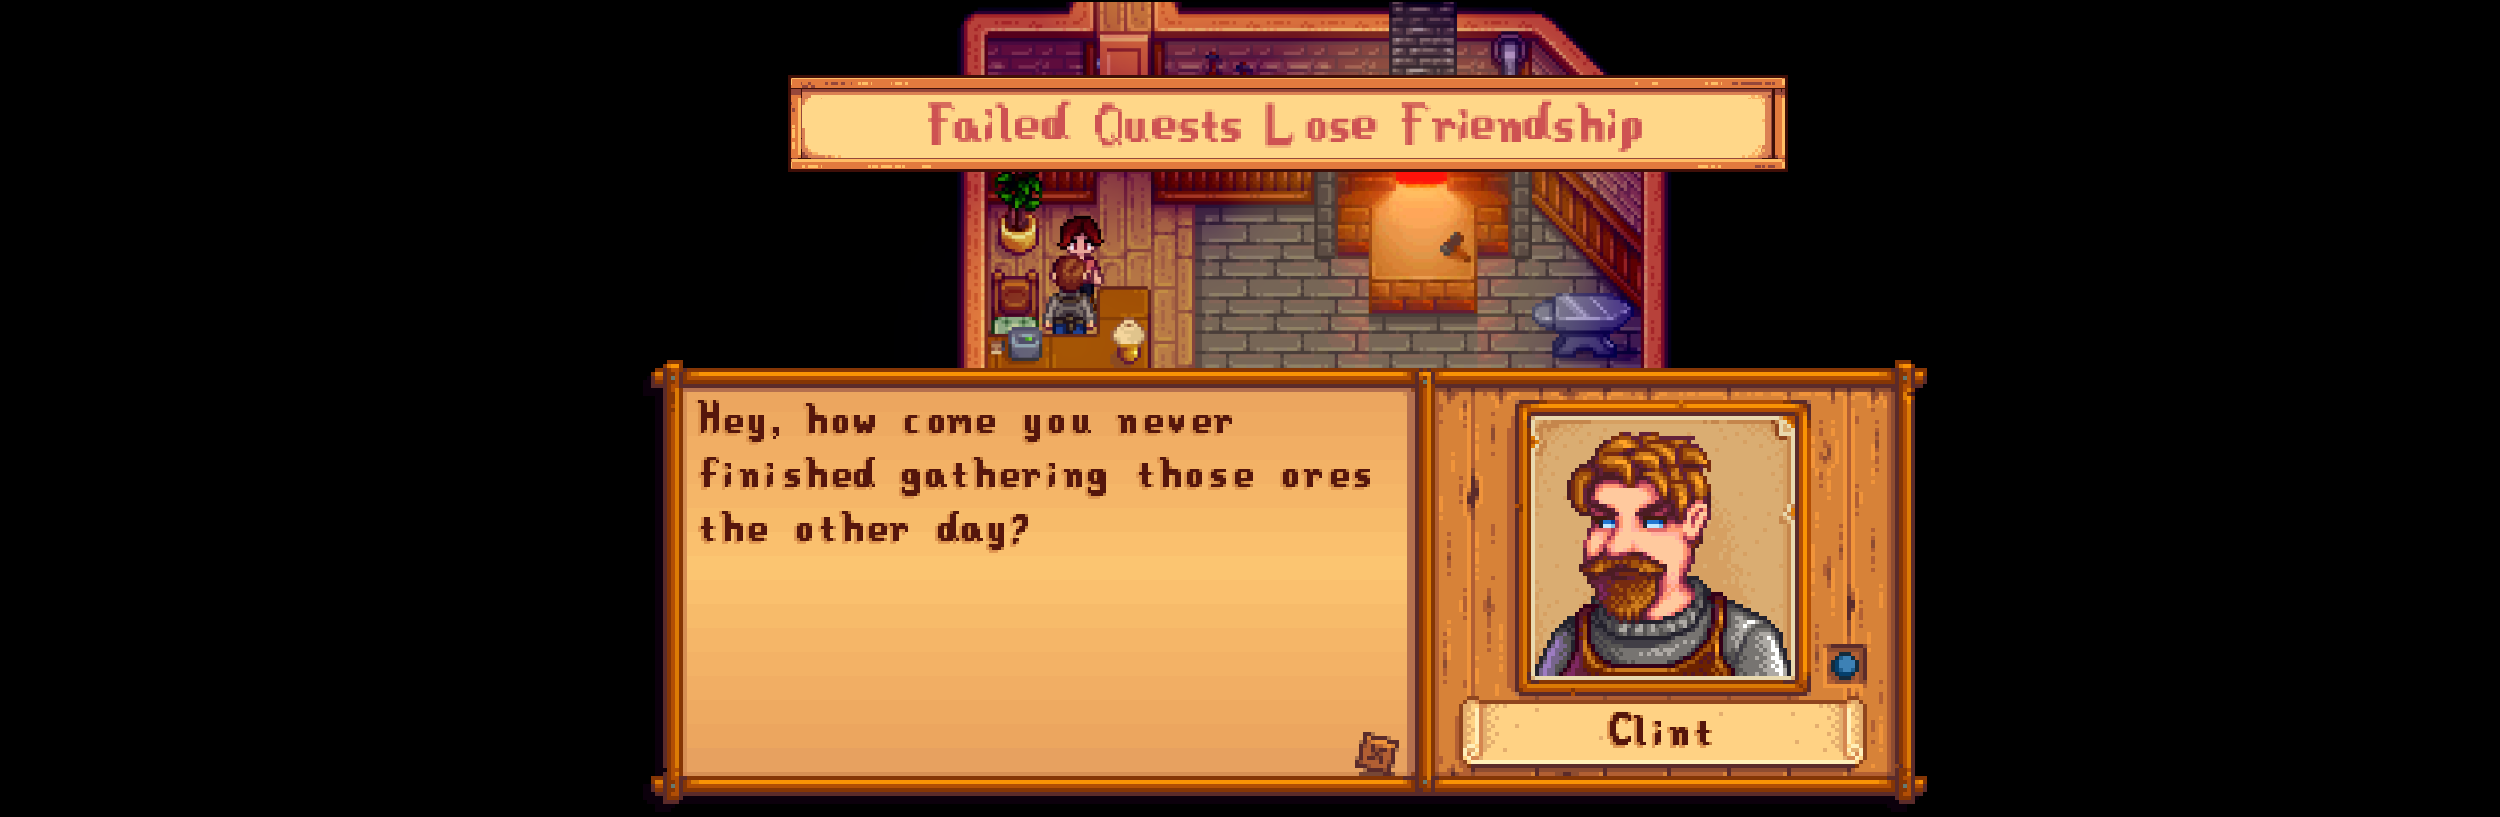 Failed Quests Lose Friendship
Hey, how come you never
finished gathering those ores
the other day?
Clint